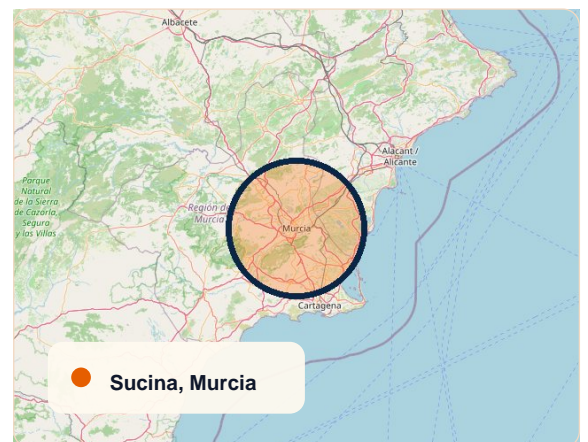 Albacete
Alacant /
Alicante
Parque
Natural
de la Sierra
de Cazorla,
Segura
y las Villas
Región de
Murcia
Murcia
Cartagena
Sucina, Murcia